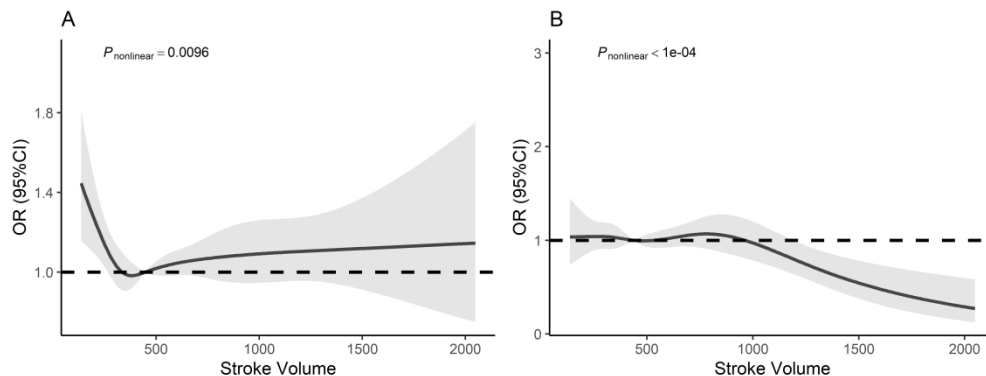 A
P nonlinear = 0.0096
OR (95%CI)
1.8
1.4
1.0
500
1000
1500
2000
Stroke Volume
B
P nonlinear < 1e-04
OR (95%CI)
3
2
1
0
500
1000
1500
2000
Stroke Volume